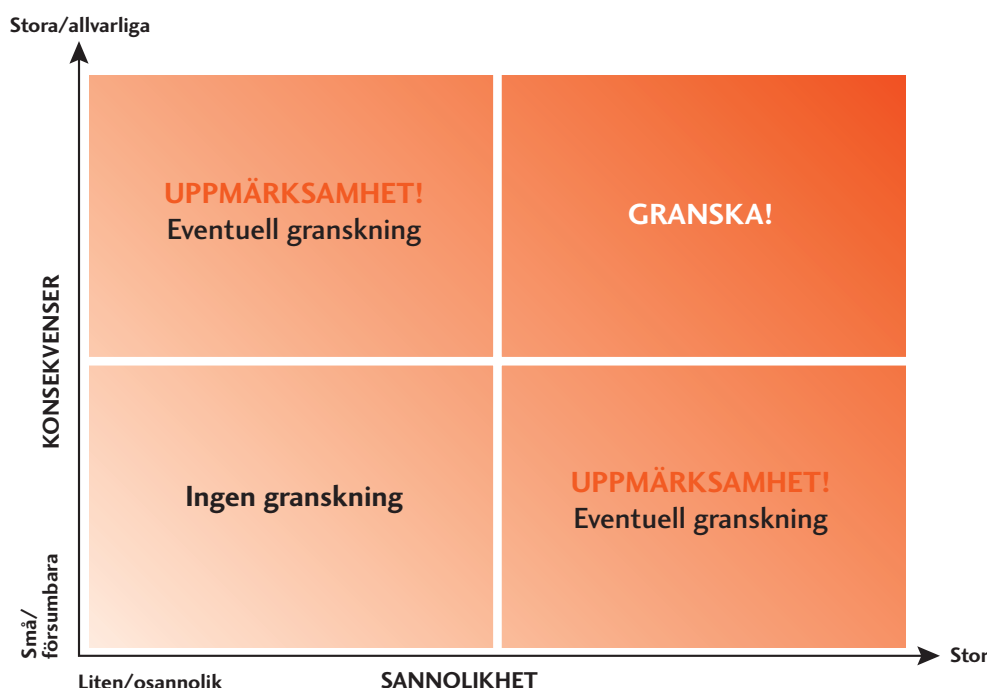 Stora/allvarliga
UPPMÄRKSAMHET!
Eventuell granskning
GRANSKA!
KONSEKVENSER
Ingen granskning
UPPMÄRKSAMHET!
Eventuell granskning
Små/
försumbara
Stor
Liten/osannolik
SANNOLIKHET